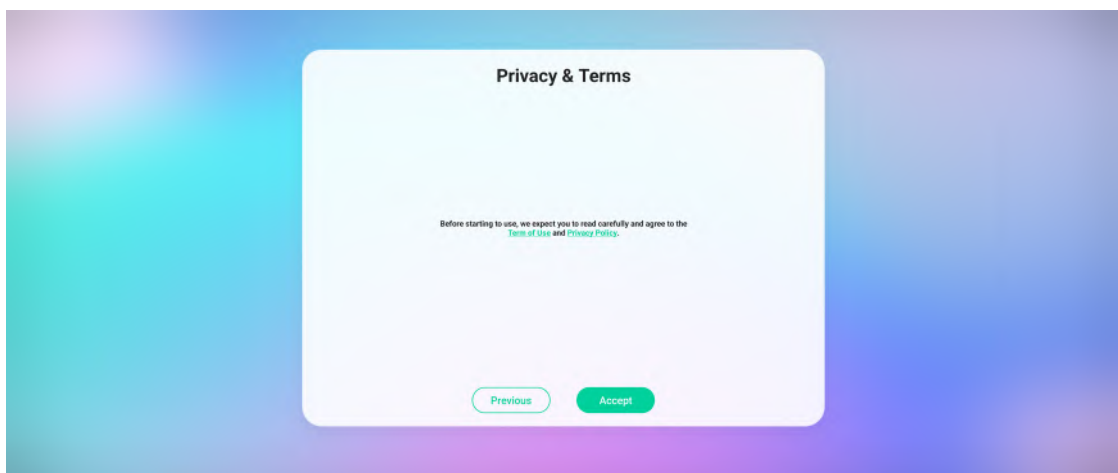 Privacy & Terms
Before starting to use, we expect you to read carefully and agree to the
Term of Use and Privacy Policy.
Previous
Accept